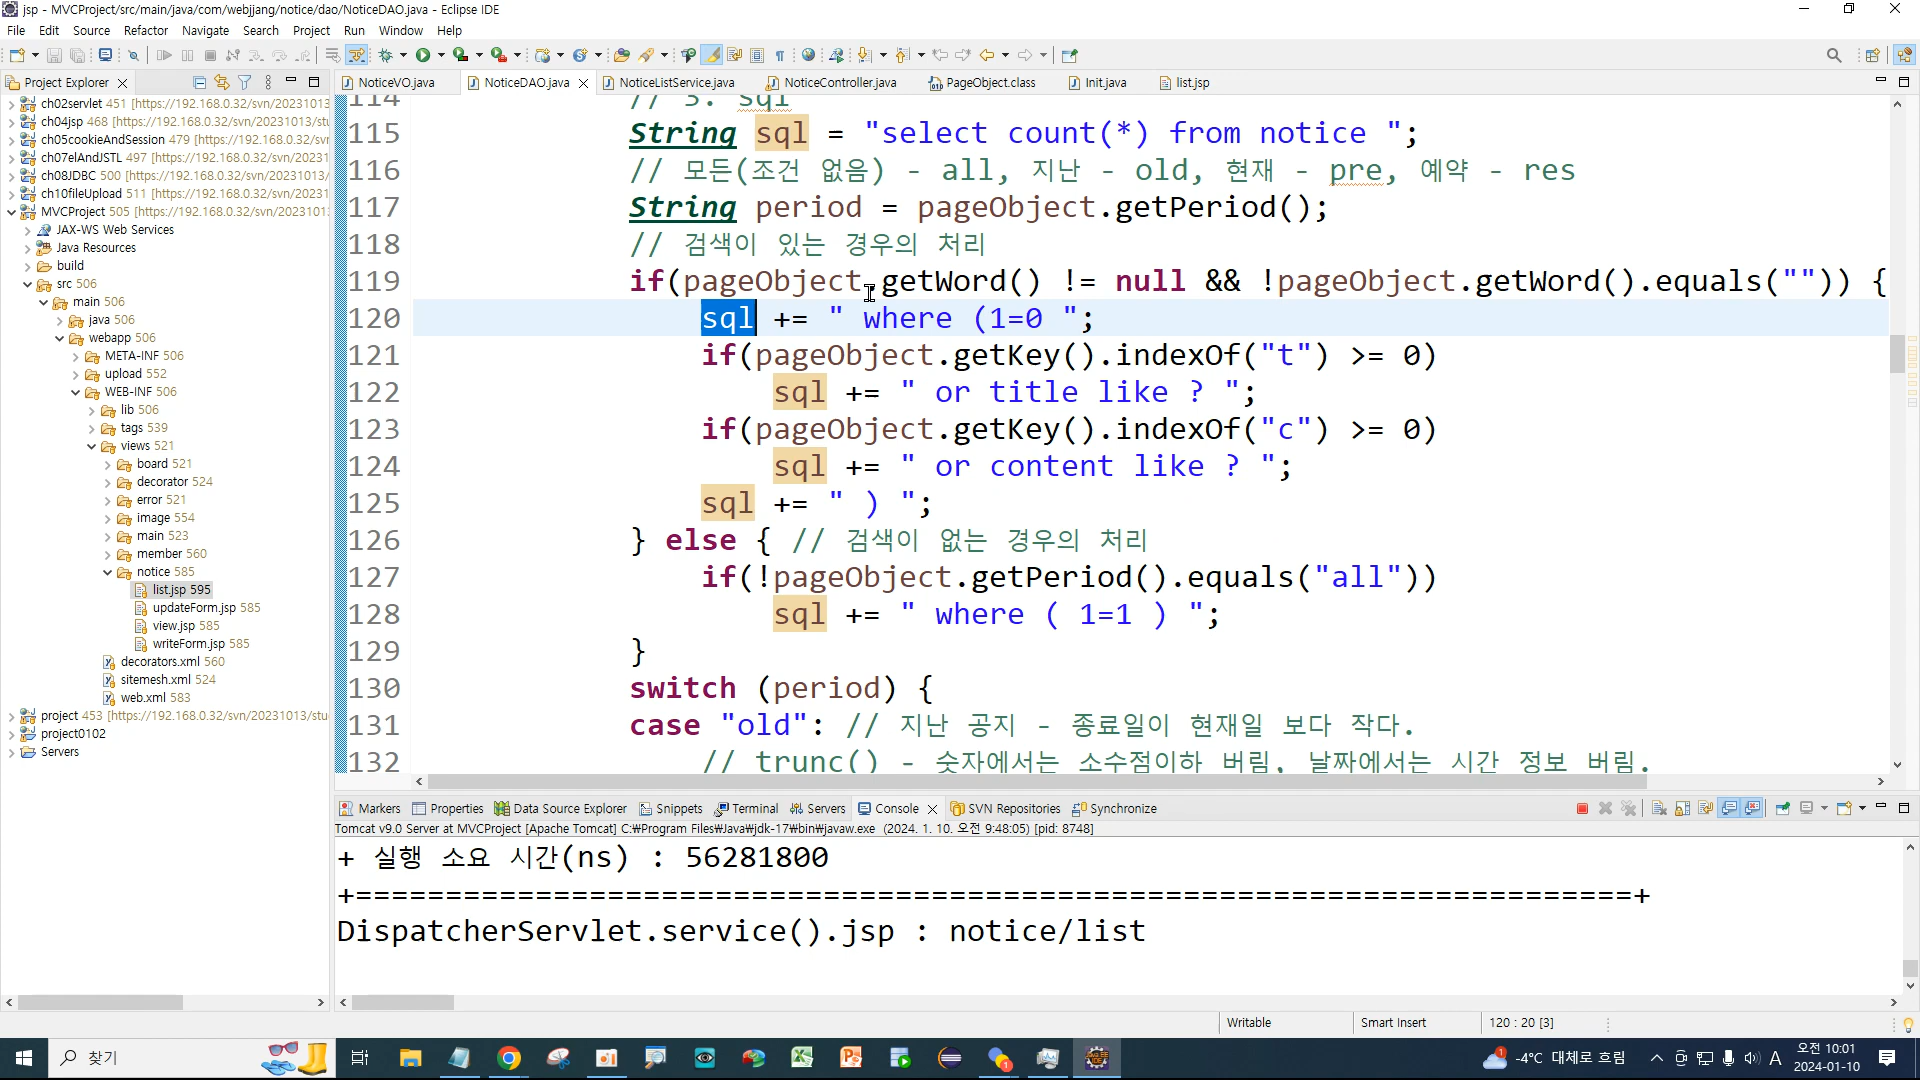 jsp - MVCProject/src/main/java/com/webjjang/notice/dao/NoticeDAO.java - Eclipse IDE
File Edit Source Refactor Navigate Search Project Run Window Help
Project Explorer
NoticeVO.java NoticeDAO.java NoticeListService.java NoticeController.java PageObject.class Init.java list.jsp
ch02servlet 451 [https://192.168.0.32/svn/20231013
ch04jsp 468 [https://192.168.0.32/svn/20231013/stu
ch05cookieAndSession 479 [https://192.168.0.32/svn
ch07elAndJSTL 497 [https://192.168.0.32/svn/20231
ch08JDBC 500 [https://192.168.0.32/svn/20231013/
ch10fileUpload 511 [https://192.168.0.32/svn/20231
MVCProject 505 [https://192.168.0.32/svn/2023101
JAX-WS Web Services
Java Resources
build
src 506
main 506
java 506
webapp 506
META-INF 506
upload 552
WEB-INF 506
lib 506
tags 539
views 521
board 521
decorator 524
error 521
image 554
main 523
member 560
notice 585
list.jsp 595
updateForm.jsp 585
view.jsp 585
writeForm.jsp 585
decorators.xml 560
sitemesh.xml 524
web.xml 583
project 453 [https://192.168.0.32/svn/20231013/stu
project0102
Servers
114 // 3. sql
115 String sql = "select count(*) from notice ";
116 // 모든(조건 없음) - all, 지난 - old, 현재 - pre, 예약 - res
117 String period = pageObject.getPeriod();
118 // 검색이 있는 경우의 처리
119 if(pageObject.getWord() != null && !pageObject.getWord().equals("")) {
120 sql += " where (1=0 ";
121 if(pageObject.getKey().indexOf("t") >= 0)
122 sql += " or title like ? ";
123 if(pageObject.getKey().indexOf("c") >= 0)
124 sql += " or content like ? ";
125 sql += " ) ";
126 } else { // 검색이 없는 경우의 처리
127 if(!pageObject.getPeriod().equals("all"))
128 sql += " where ( 1=1 ) ";
129 }
130 switch (period) {
131 case "old": // 지난 공지 - 종료일이 현재일 보다 작다.
132 // trunc() - 숫자에서는 소수점이하 버림, 날짜에서는 시간 정보 버림.
Markers Properties Data Source Explorer Snippets Terminal Servers Console SVN Repositories Synchronize
Tomcat v9.0 Server at MVCProject [Apache Tomcat] C:￦Program Files￦Java￦jdk-17￦bin￦javaw.exe (2024. 1. 10. 오전 9:48:05) [pid: 8748]
+ 실행 소요 시간(ns) : 56281800
+=======================================================================+
DispatcherServlet.service().jsp : notice/list
Writable Smart Insert 120 : 20 [3]
찾기
-4°C 대체로 흐림 A 오전 10:01
2024-01-10